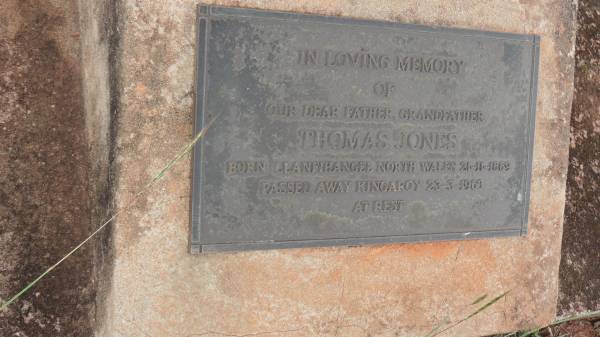 IN LOVING MEMORY
OF
OUR DEAR FATHER, GRANDFATHER
THOMAS JONES
BORN LLANFIHANGEL NORTH WALES
PASSED AWAY KINGAROY
AT REST